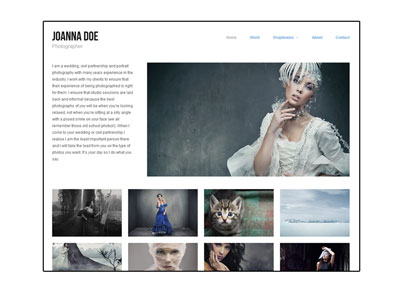 JOANNA DOE
Photographer
Home Work Dropdowns About Contact
I am a wedding, civil partnership and portrait
photography with many years experience in the
industry. I work with my clients to ensure that
their experience of being photographed is right
for them. I ensure that studio sessions are laid
back and informal because the best
photographs of you will be when you're looking
relaxed, not when you're sitting at a silly angle
with a posed smile on your face (we all
remember those old school photos!). When I
come to your wedding or civil partnership I
realise I am the least important person there
and I will take the lead from you on the type of
photos you want. It's your day so I do what you
say.